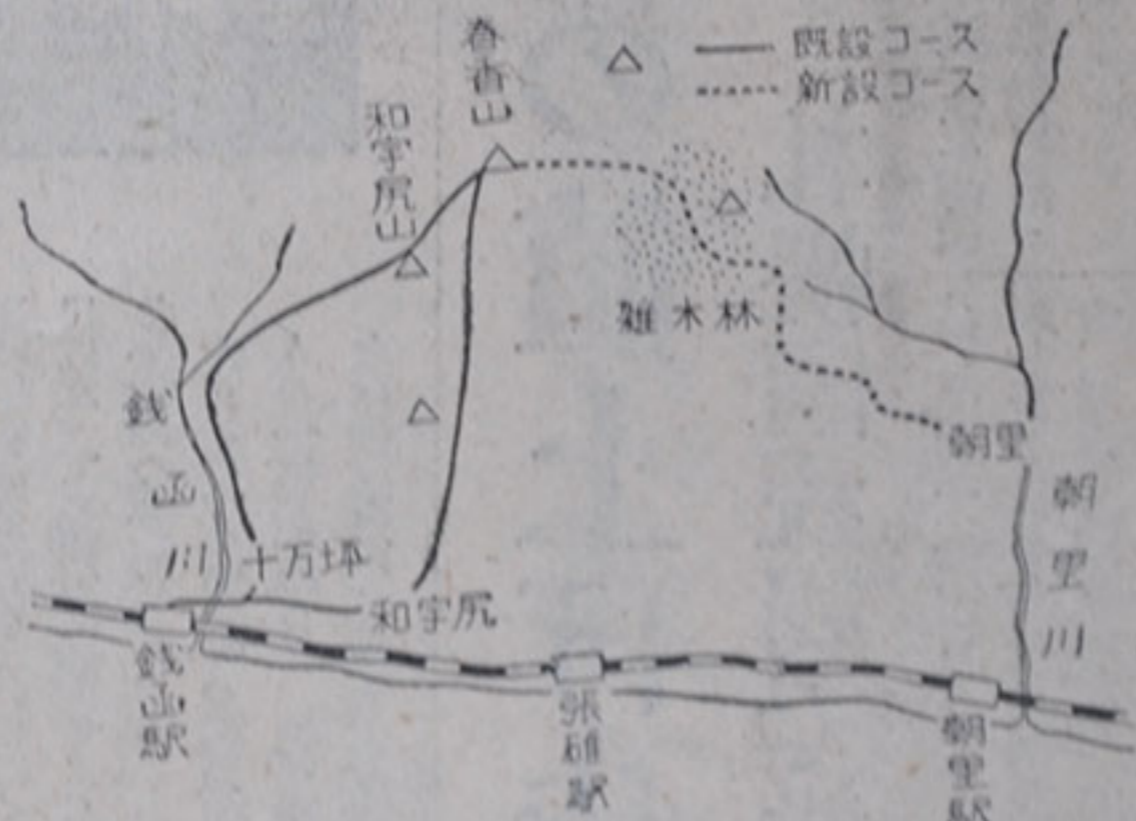 既設コース
新設コース
春香山
和宇尻山
雑木林
朝里
銭函川
十万坪
和宇尻
朝里川
銭函駅
張碓駅
朝里駅